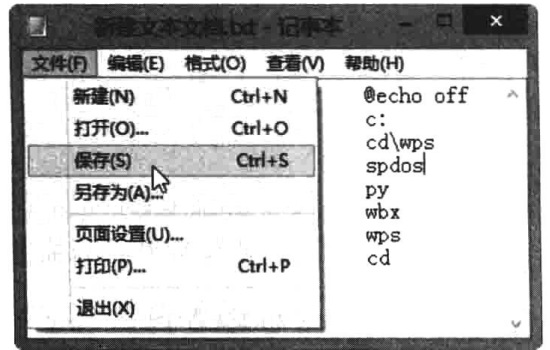 新建文本文档.txt - 记事本
文件(F) 编辑(E) 格式(O) 查看(V) 帮助(H)
新建(N) Ctrl+N
打开(O)... Ctrl+O
保存(S) Ctrl+S
另存为(A)...
页面设置(U)...
打印(P)... Ctrl+P
退出(X)
@echo off
c:
cd\wps
spdos
py
wbx
wps
cd